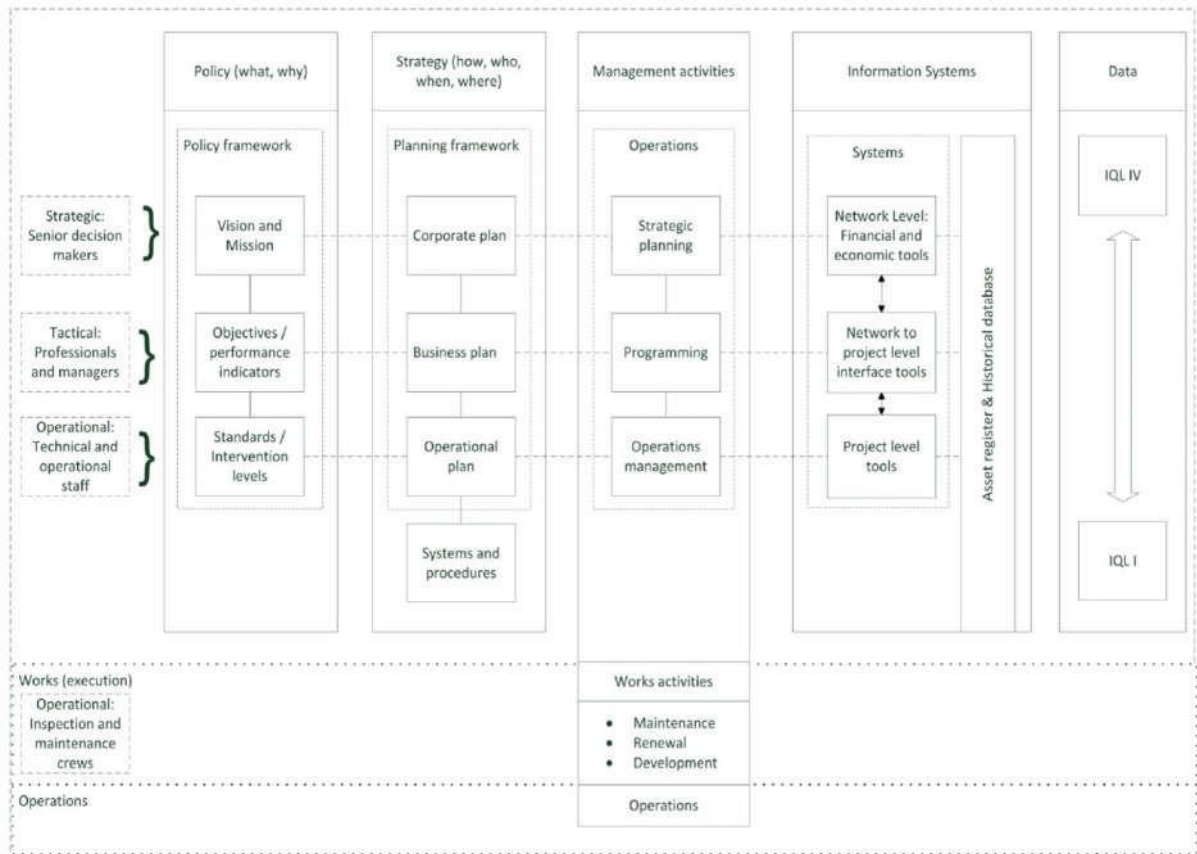 Policy (what, why)
Strategy (how, who,
when, where)
Management activities
Information Systems
Data
Policy framework
Planning framework
Operations
Systems
IQL IV
Strategic:
Senior decision
makers
Vision and
Mission
Corporate plan
Strategic
planning
Network Level:
Financial and
economic tools
Tactical:
Professionals
and managers
Objectives /
performance
indicators
Business plan
Programming
Network to
project level
interface tools
Asset register & Historical database
Operational:
Technical and
operational
staff
Standards /
Intervention
levels
Operational
plan
Operations
management
Project level
tools
Systems and
procedures
IQL I
Works (execution)
Operational:
Inspection and
maintenance
crews
Works activities
• Maintenance
• Renewal
• Development
Operations
Operations